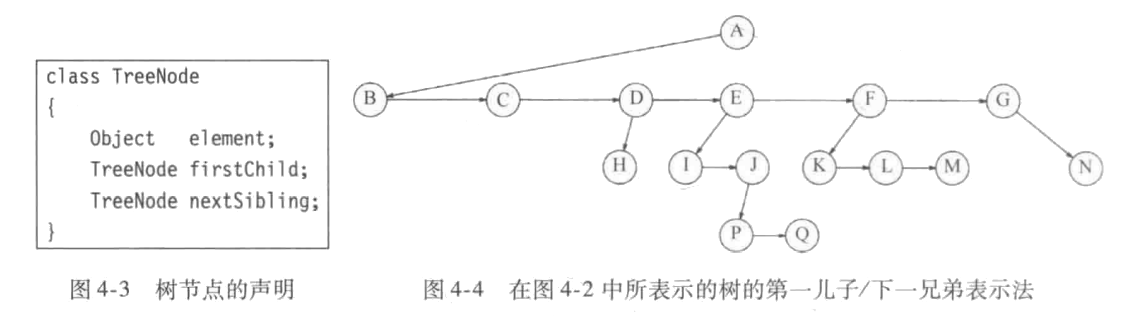 class TreeNode
{
Object element;
TreeNode firstChild;
TreeNode nextSibling;
}
A
B C D E F G
H I J K L M N
P Q
图 4-3 树节点的声明
图 4-4 在图 4-2 中所表示的树的第一儿子/下一兄弟表示法